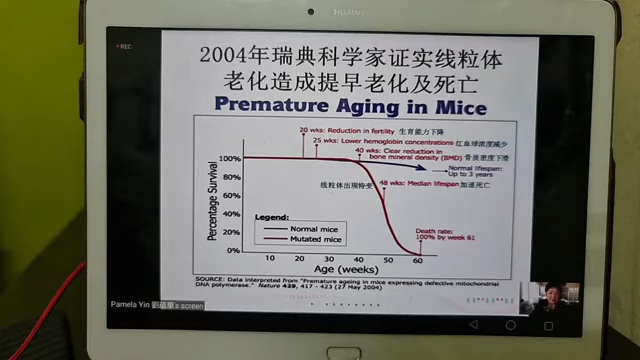 HUAWEI
REC
2004年瑞典科学家证实线粒体
老化造成提早老化及死亡
Premature Aging in Mice
20 wks: Reduction in fertility 生育能力下降
25 wks: Lower hemoglobin concentrations 红血球浓度减少
40 wks: Clear reduction in
bone mineral density (BMD) 骨质密度下滑
Normal lifespan:
Up to 3 years
线粒体出现特变
48 wks: Median lifespan 加速死亡
Death rate:
100% by week 61
Percentage Survival
100%
80%
60%
40%
20%
0%
Legend:
Normal mice
Mutated mice
10 20 30 40 50 60
Age (weeks)
SOURCE: Data interpreted from "Premature ageing in mice expressing defective mitochondrial
DNA polymerase." Nature 429, 417 - 423 (27 May 2004)
Pamela Yin 's screen